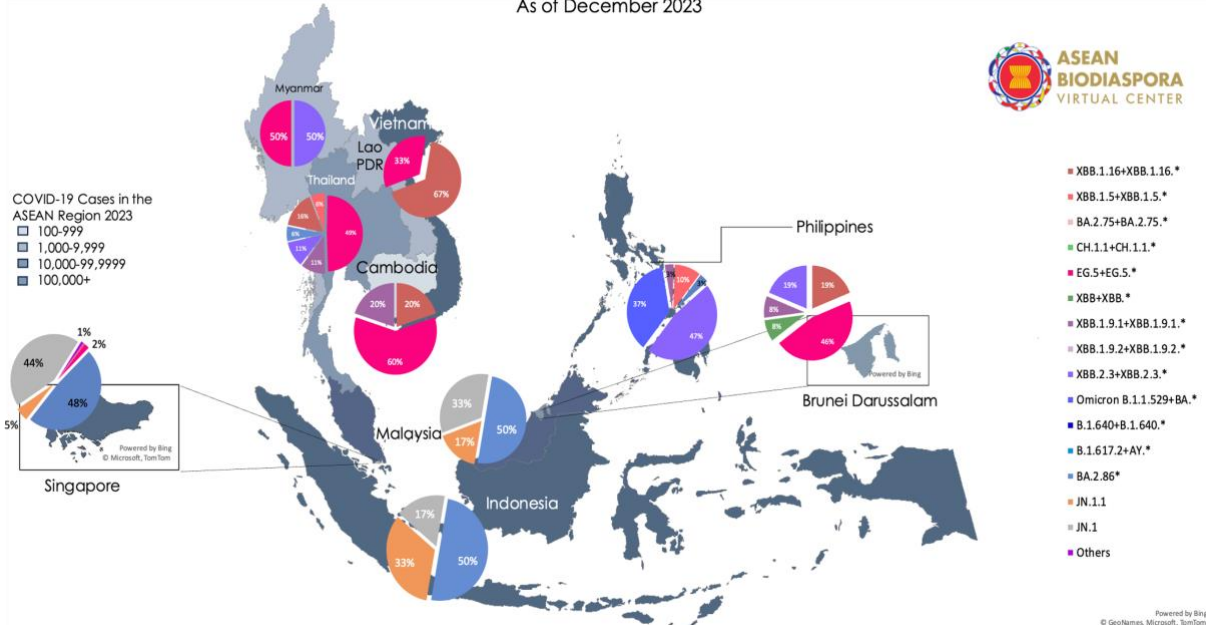 As of December 2023
ASEAN
BIODIASPORA
VIRTUAL CENTER
Myanmar
50%
50%
Vietnam
Lao
PDR
33%
67%
Thailand
16%
49%
6%
11%
11%
COVID-19 Cases in the
ASEAN Region 2023
100-999
1,000-9,999
10,000-99,9999
100,000+
Cambodia
20%
20%
60%
Philippines
3%
10%
37%
47%
19%
19%
8%
8%
46%
Powered by Bing
Brunei Darussalam
1%
2%
44%
48%
5%
Powered by Bing
© Microsoft, TomTom
Singapore
Malaysia
33%
50%
17%
Indonesia
17%
33%
50%
XBB.1.16+XBB.1.16.*
XBB.1.5+XBB.1.5.*
BA.2.75+BA.2.75.*
CH.1.1+CH.1.1.*
EG.5+EG.5.*
XBB+XBB.*
XBB.1.9.1+XBB.1.9.1.*
XBB.1.9.2+XBB.1.9.2.*
XBB.2.3+XBB.2.3.*
Omicron B.1.1.529+BA.*
B.1.640+B.1.640.*
B.1.617.2+AY.*
BA.2.86*
JN.1.1
JN.1
Others
Powered by Bing
© GeoNames, Microsoft, TomTom